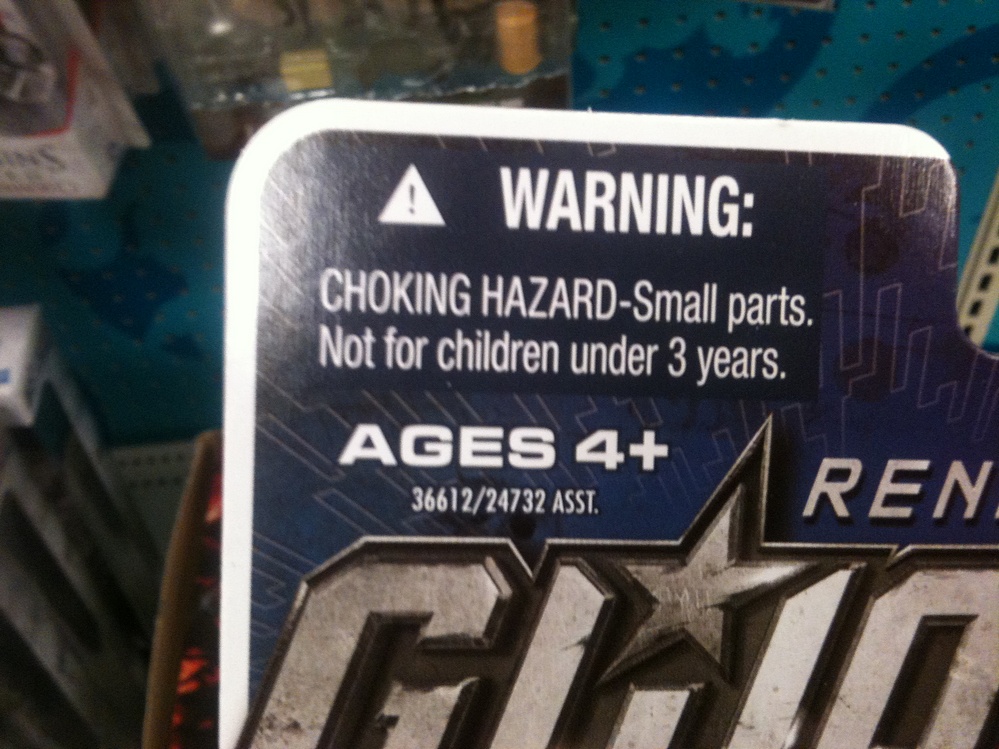 WARNING:
CHOKING HAZARD-Small parts.
Not for children under 3 years.
AGES 4+
36612/24732 ASST.